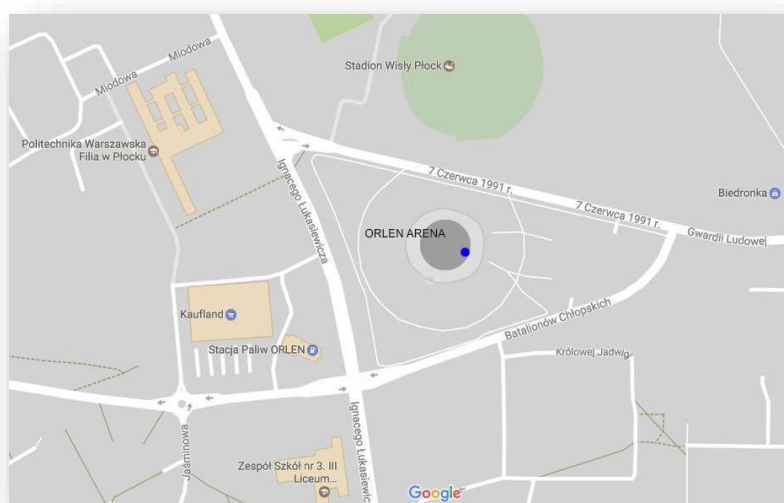 Miodowa
Miodowa
Stadion Wisły Płock
Politechnika Warszawska
Filia w Płocku
Ignacego Łukasiewicza
7 Czerwca 1991 r.
7 Czerwca 1991 r.
Biedronka
Gwardii Ludowej
ORLEN ARENA
Kaufland
Stacja Paliw ORLEN
Batalionów Chłopskich
Królowej Jadwig
Ignacego Łukasiewicz
Jaśminowa
Zespół Szkół nr 3. III
Liceum...
Google